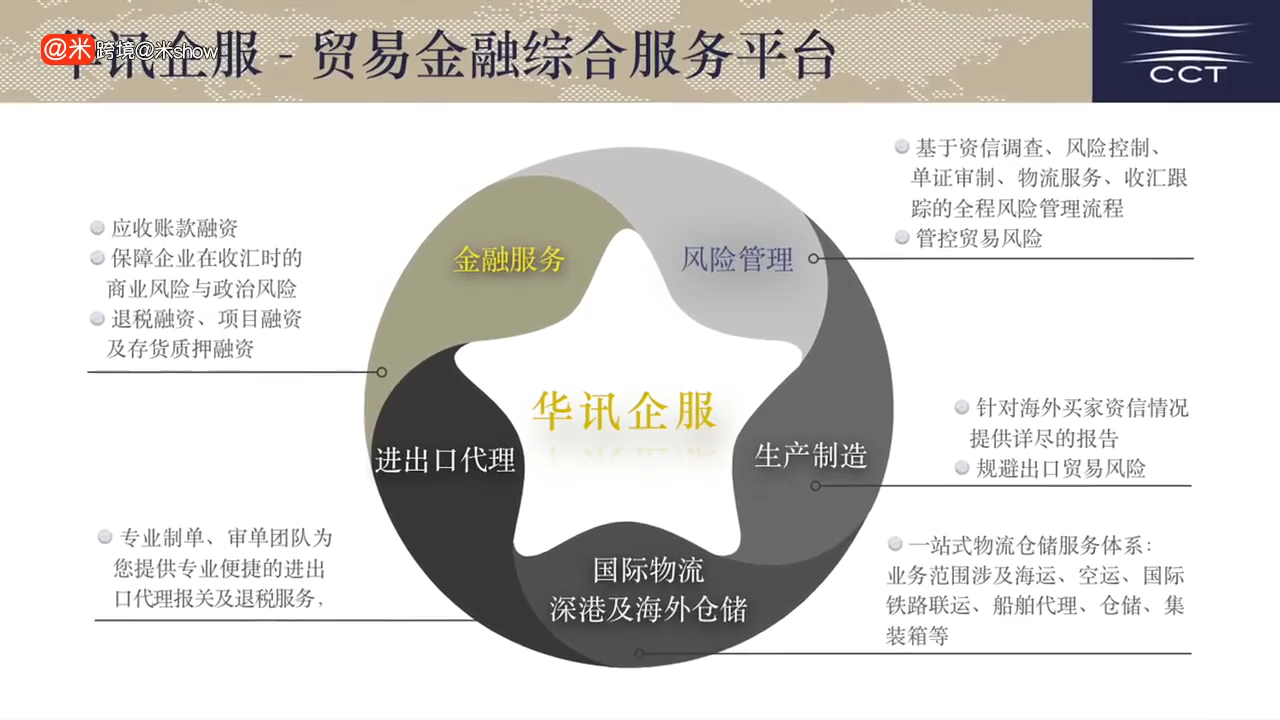 @米 跨境@米show
华讯企服 - 贸易金融综合服务平台
CCT
应收账款融资
保障企业在收汇时的
商业风险与政治风险
退税融资、项目融资
及存货质押融资
专业制单、审单团队为
您提供专业便捷的进出
口代理报关及退税服务,
金融服务
风险管理
华讯企服
进出口代理
生产制造
国际物流
深港及海外仓储
基于资信调查、风险控制、
单证审制、物流服务、收汇跟
踪的全程风险管理流程
管控贸易风险
针对海外买家资信情况
提供详尽的报告
规避出口贸易风险
一站式物流仓储服务体系：
业务范围涉及海运、空运、国际
铁路联运、船舶代理、仓储、集
装箱等